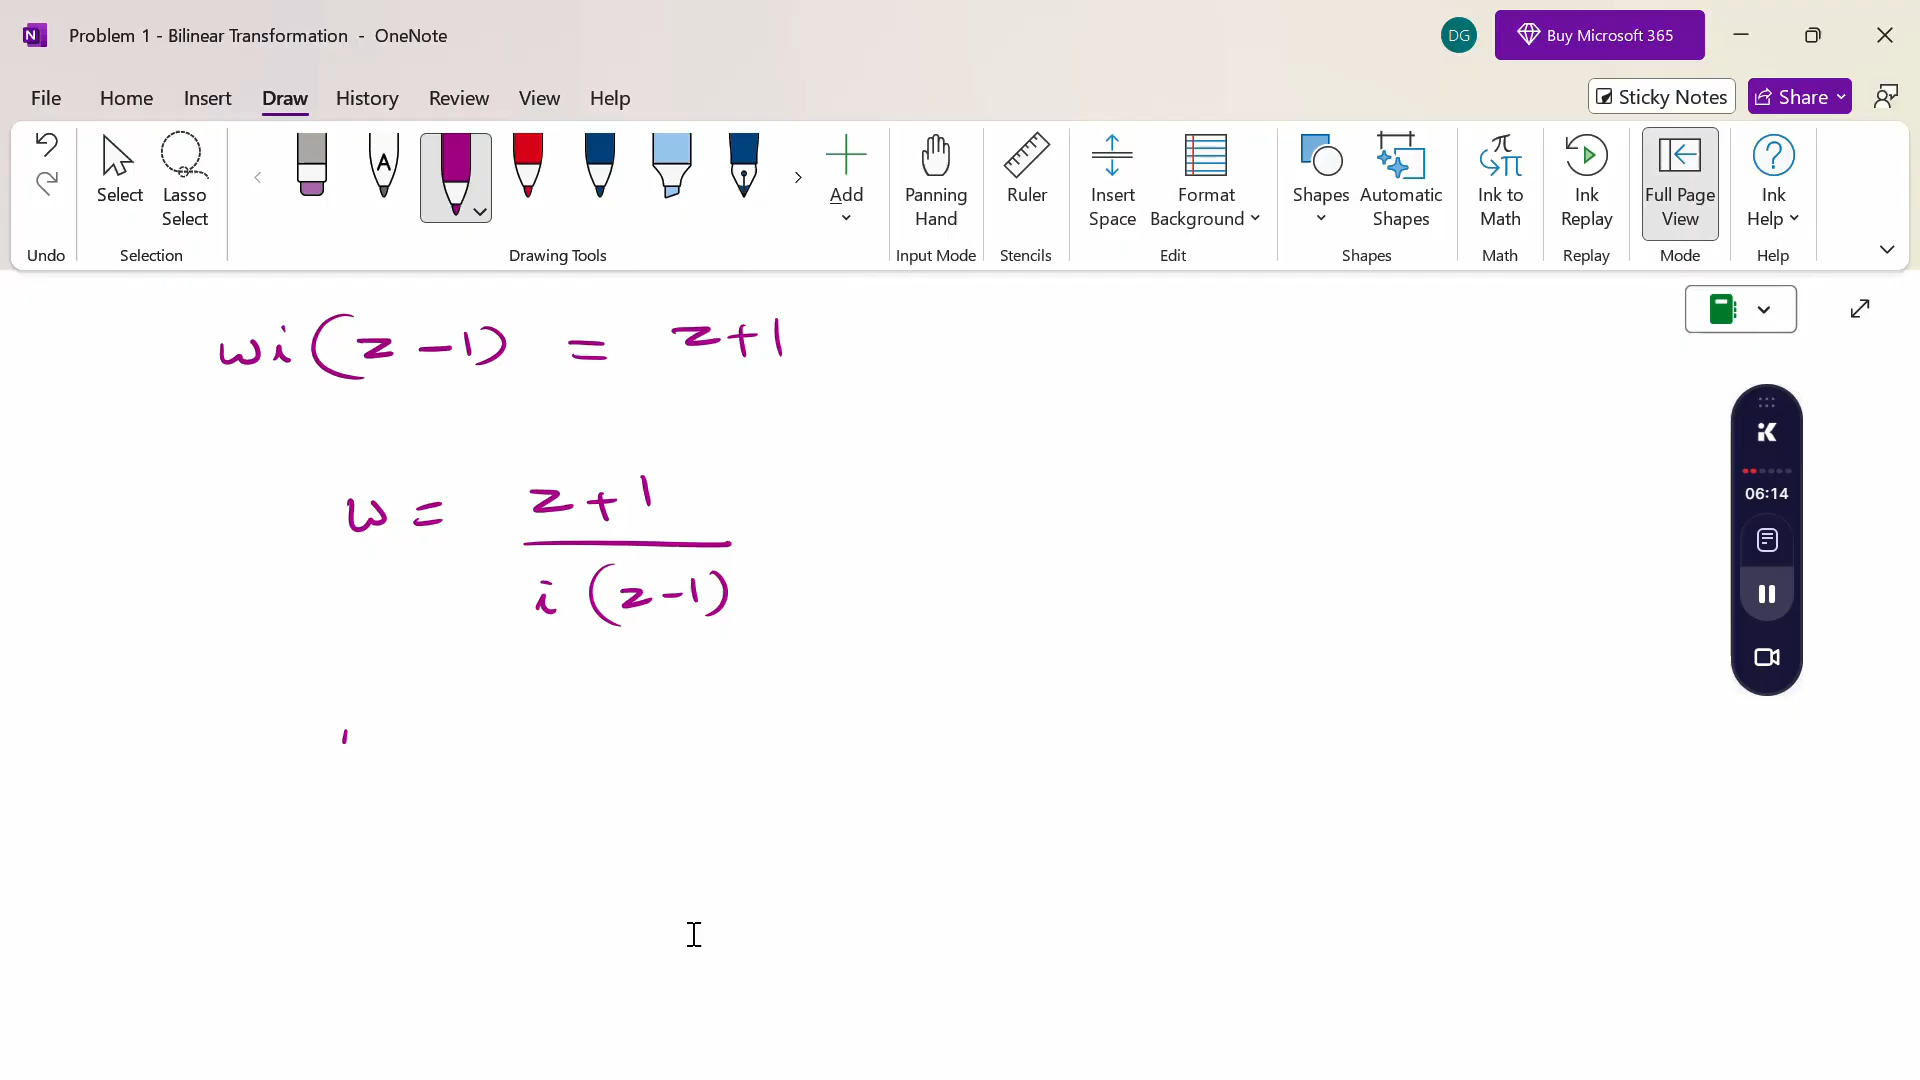 Problem 1 - Bilinear Transformation - OneNote
DG
Buy Microsoft 365
File Home Insert Draw History Review View Help
Sticky Notes
Share
Select
Lasso Select
A
Add
Panning Hand
Ruler
Insert Space
Format Background
Shapes
Automatic Shapes
Ink to Math
Ink Replay
Full Page View
Ink Help
Undo
Selection
Drawing Tools
Input Mode
Stencils
Edit
Shapes
Math
Replay
Mode
Help
wi(z-1) = z+1
06:14
w = z+1
i (z-1)